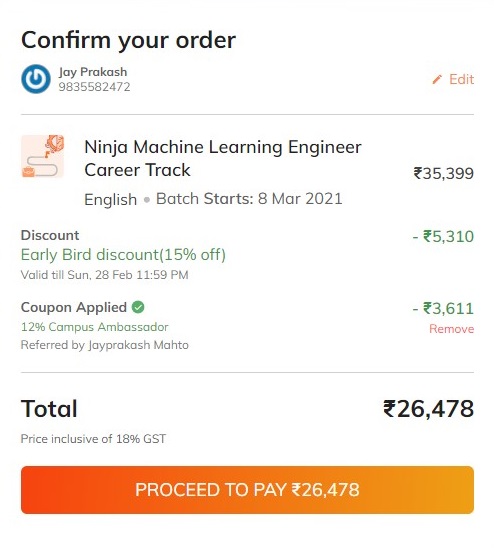 Confirm your order
Jay Prakash
9835582472
Edit
Ninja Machine Learning Engineer
Career Track
₹35,399
English • Batch Starts: 8 Mar 2021
Discount
- ₹5,310
Early Bird discount(15% off)
Valid till Sun, 28 Feb 11:59 PM
Coupon Applied
- ₹3,611
12% Campus Ambassador
Remove
Referred by Jayprakash Mahto
Total
₹26,478
Price inclusive of 18% GST
PROCEED TO PAY ₹26,478